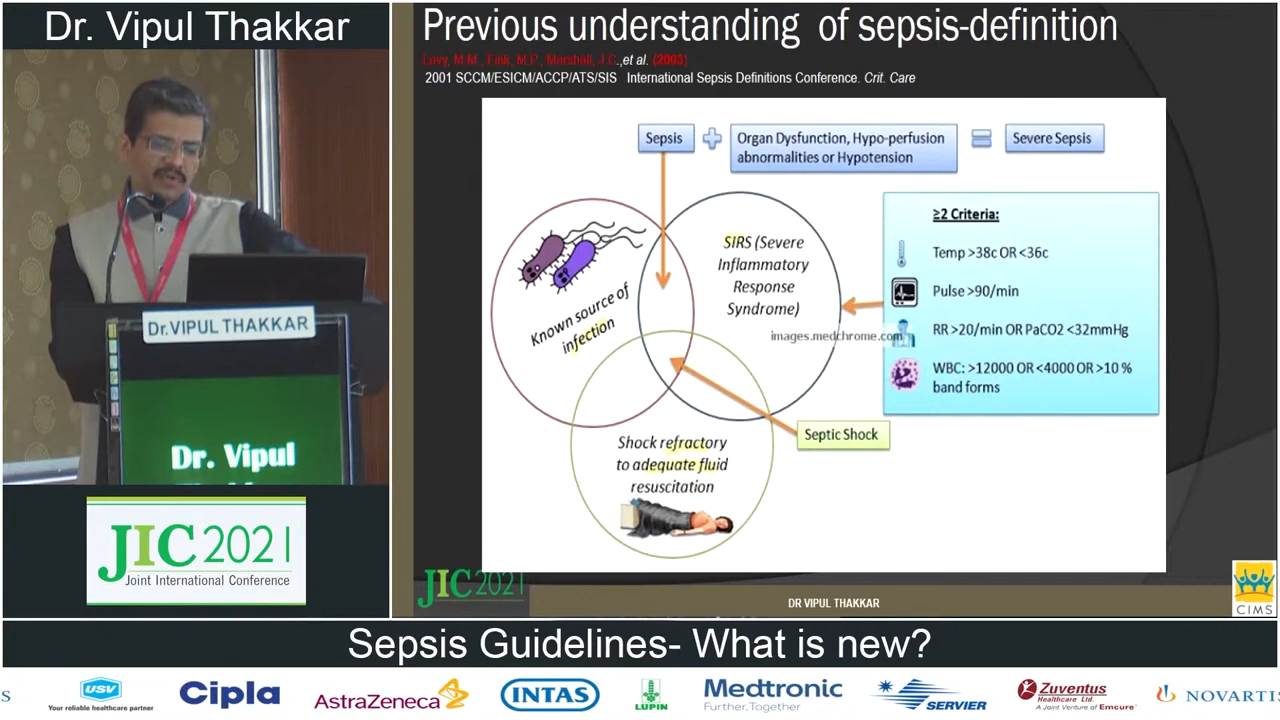 Dr. Vipul Thakkar
Previous understanding of sepsis-definition
Levy, M.M., Fink, M.P., Marshall, J.C.,et al. (2003)
2001 SCCM/ESICM/ACCP/ATS/SIS International Sepsis Definitions Conference. Crit. Care
Sepsis
Organ Dysfunction, Hypo-perfusion
abnormalities or Hypotension
Severe Sepsis
Known source of
infection
SIRS (Severe
Inflammatory
Response
Syndrome)
images.medchrome.com
≥2 Criteria:
Temp >38c OR <36c
Pulse >90/min
RR >20/min OR PaCO2 <32mmHg
WBC: >12000 OR <4000 OR >10 %
band forms
Septic Shock
Shock refractory
to adequate fluid
resuscitation
Dr.VIPUL THAKKAR
Dr. Vipul
JIC 2021
Joint International Conference
JIC 2021
DR VIPUL THAKKAR
CIMS
Sepsis Guidelines- What is new?
S
USV
Your reliable healthcare partner
Cipla
AstraZeneca
INTAS
LUPIN
Medtronic
Further, Together
SERVIER
Zuventus
Healthcare Ltd.
A Joint Venture of Emcure
NOVARTIS